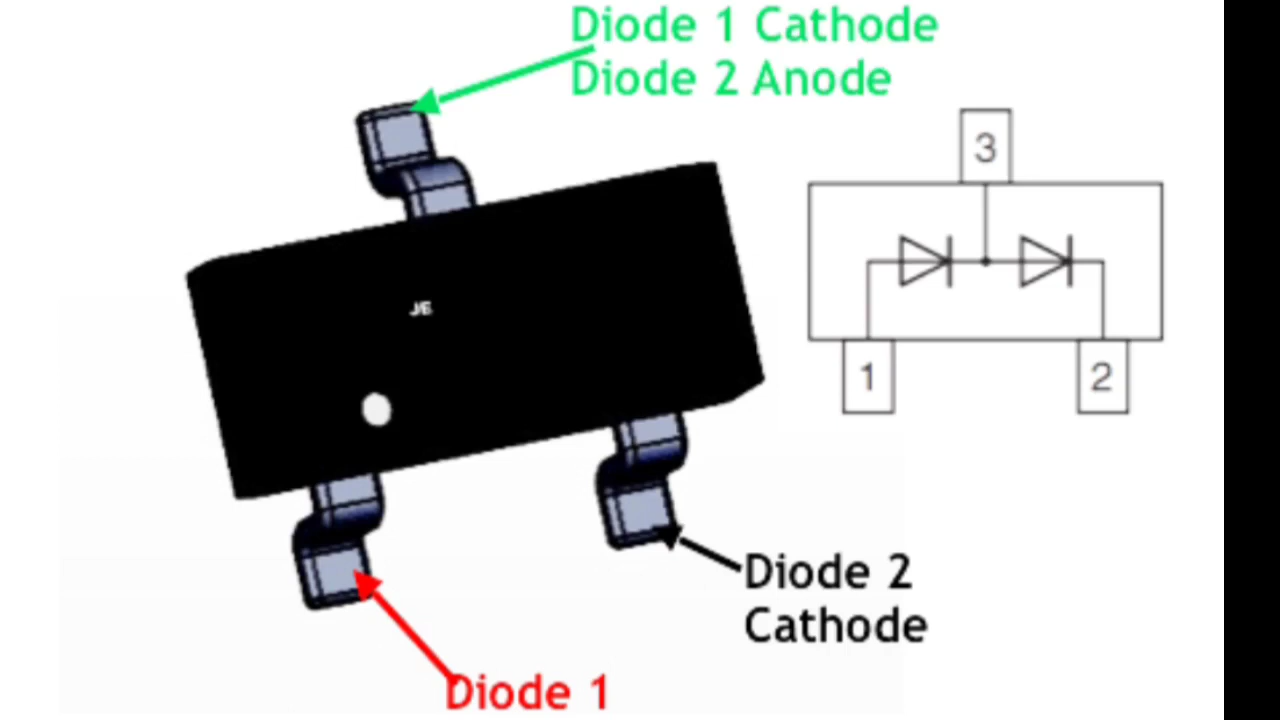 Diode 1 Cathode
Diode 2 Anode
3
JE
1
2
Diode 2
Cathode
Diode 1